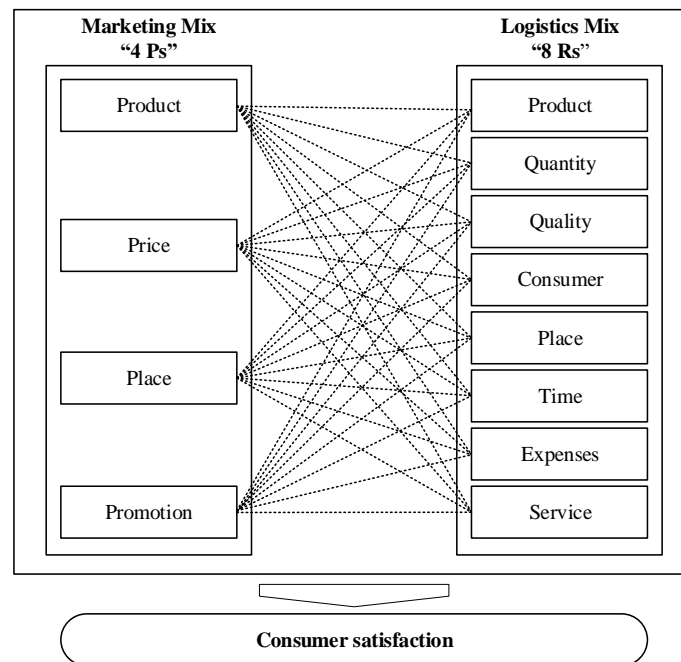 Marketing Mix
“4 Ps”
Product
Price
Place
Promotion
Logistics Mix
“8 Rs”
Product
Quantity
Quality
Consumer
Place
Time
Expenses
Service
Consumer satisfaction